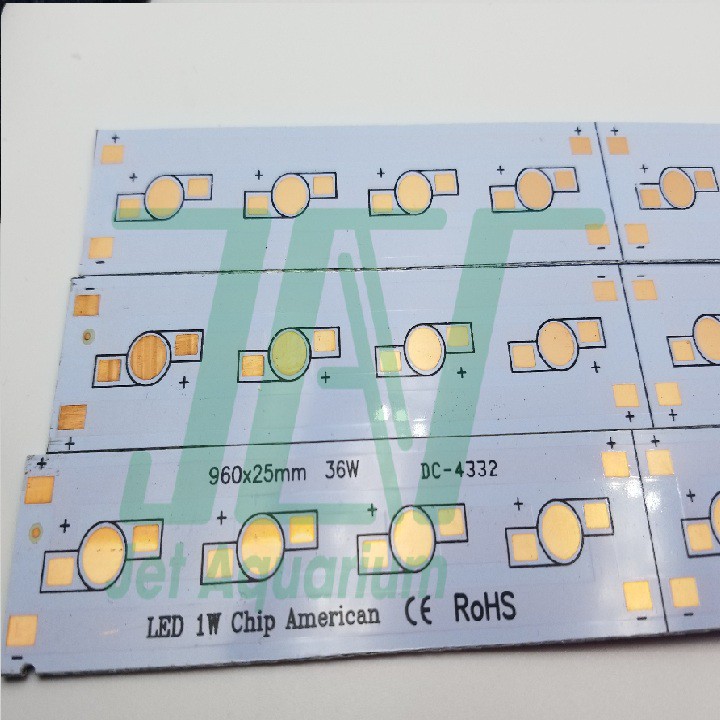 960x25mm 36W DC-4332
Jet Aquarium
LED 1W Chip American CE RoHS